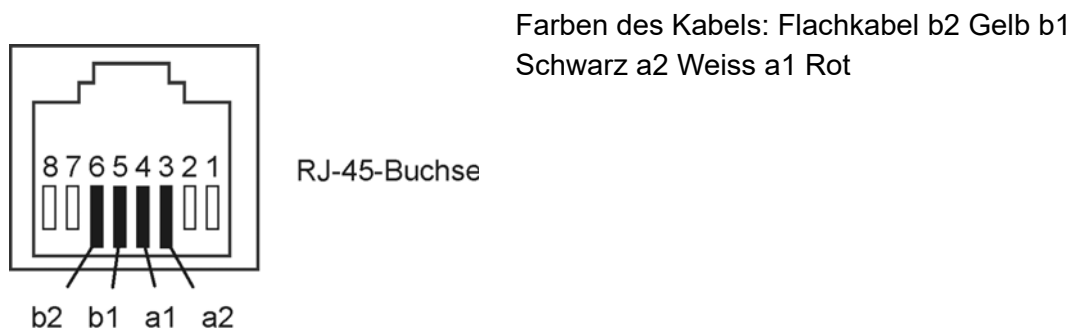 Farben des Kabels: Flachkabel b2 Gelb b1
Schwarz a2 Weiss a1 Rot
8 7 6 5 4 3 2 1
RJ-45-Buchse
b2 b1 a1 a2